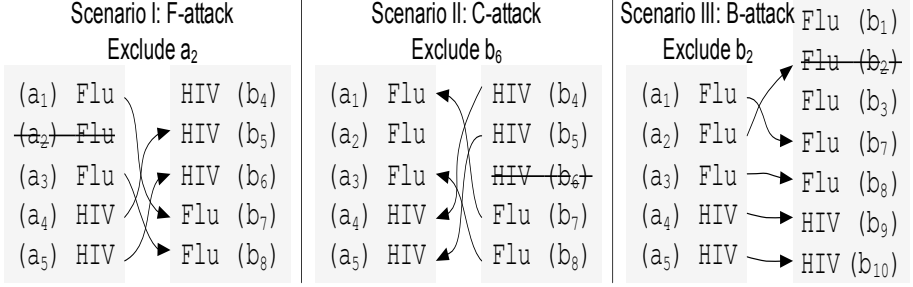 Scenario I: F-attack
Exclude a₂
(a₁) Flu HIV (b₄)
(a₂) Flu HIV (b₅)
(a₃) Flu HIV (b₆)
(a₄) HIV Flu (b₇)
(a₅) HIV Flu (b₈)
Scenario II: C-attack
Exclude b₆
(a₁) Flu HIV (b₄)
(a₂) Flu HIV (b₅)
(a₃) Flu HIV (b₆)
(a₄) HIV Flu (b₇)
(a₅) HIV Flu (b₈)
Scenario III: B-attack
Exclude b₂
(a₁) Flu
(a₂) Flu
(a₃) Flu
(a₄) HIV
(a₅) HIV
Flu (b₁)
Flu (b₂)
Flu (b₃)
Flu (b₇)
Flu (b₈)
HIV (b₉)
HIV (b₁₀)